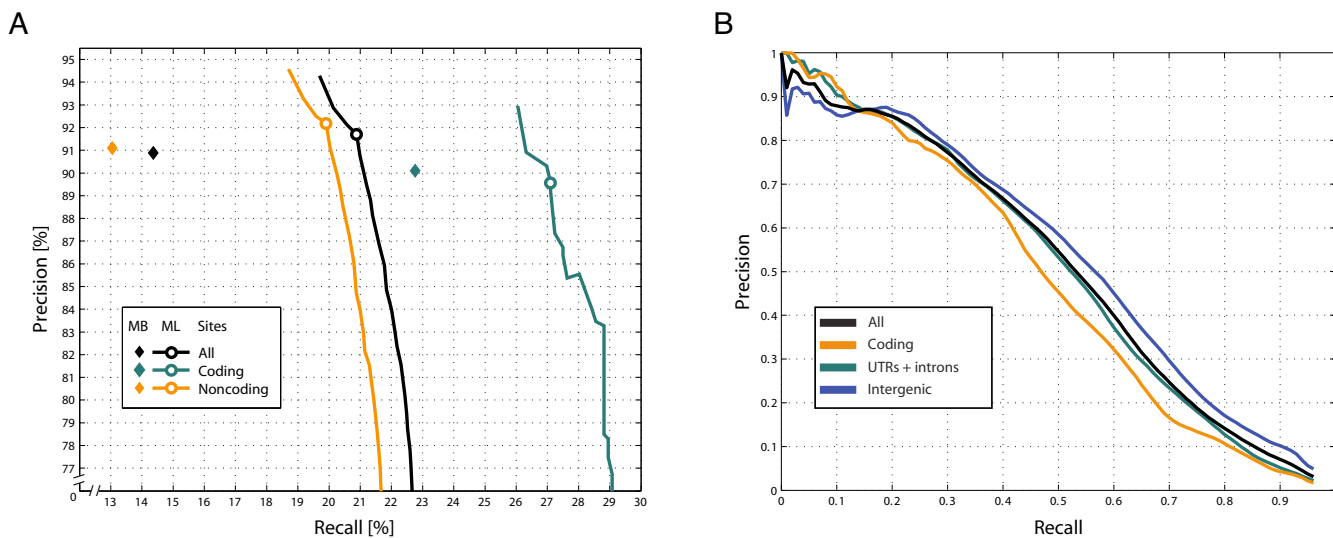 A
Precision [%]
95
94
93
92
91
90
88
88
87
86
85
84
83
82
81
80
79
78
77
0
MB ML Sites
All
Coding
Noncoding
13 14 15 16 17 18 19 20 21 22 23 24 25 26 27 28 29 30
Recall [%]
B
Precision
1
0.9
0.8
0.7
0.6
0.5
0.4
0.3
0.2
0.1
0
All
Coding
UTRs + introns
Intergenic
0 0.1 0.2 0.3 0.4 0.5 0.6 0.7 0.8 0.9
Recall